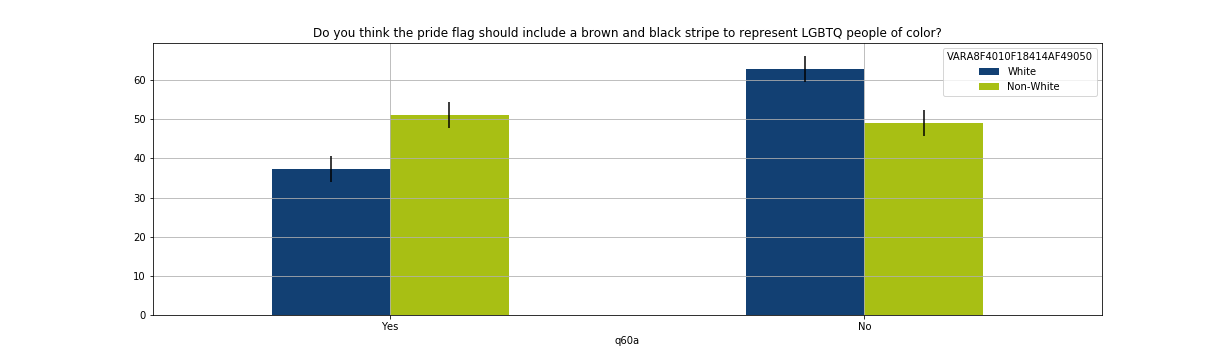 Do you think the pride flag should include a brown and black stripe to represent LGBTQ people of color?
VARA8F4010F18414AF49050
White
Non-White
60
50
40
30
20
10
0
Yes
No
q60a